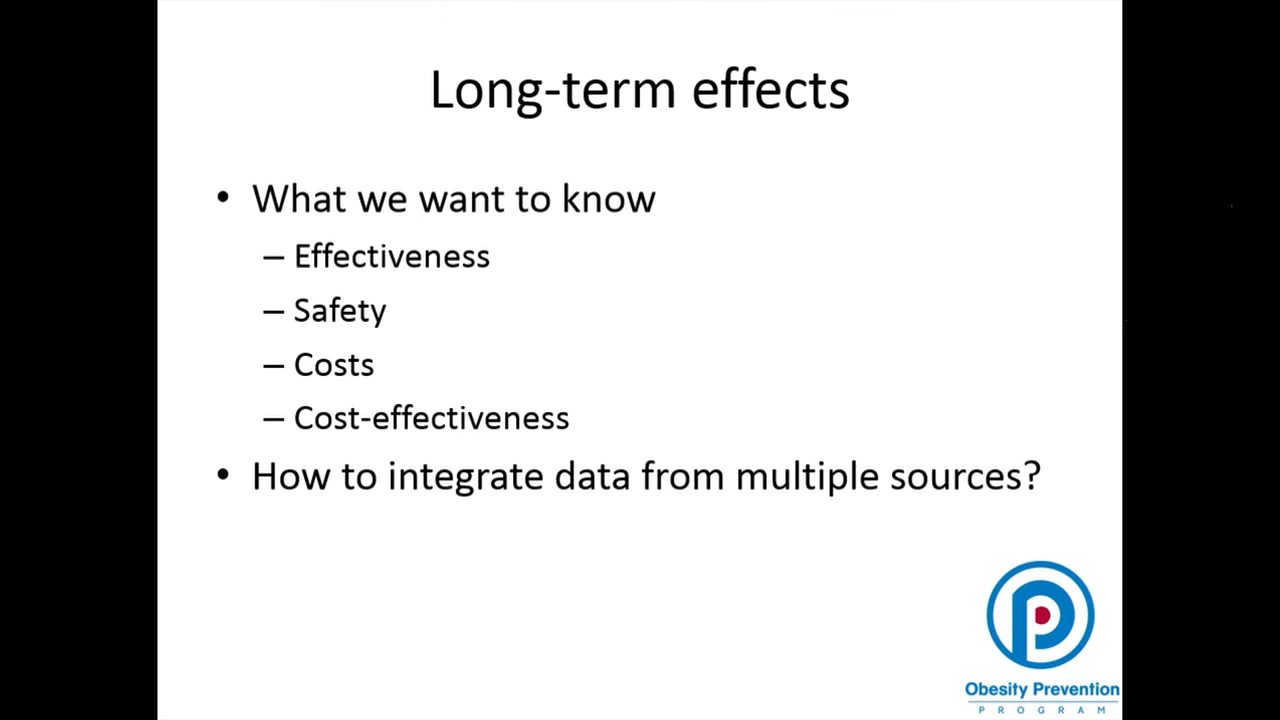 Long-term effects
• What we want to know
– Effectiveness
– Safety
– Costs
– Cost-effectiveness
• How to integrate data from multiple sources?
Obesity Prevention
PROGRAM